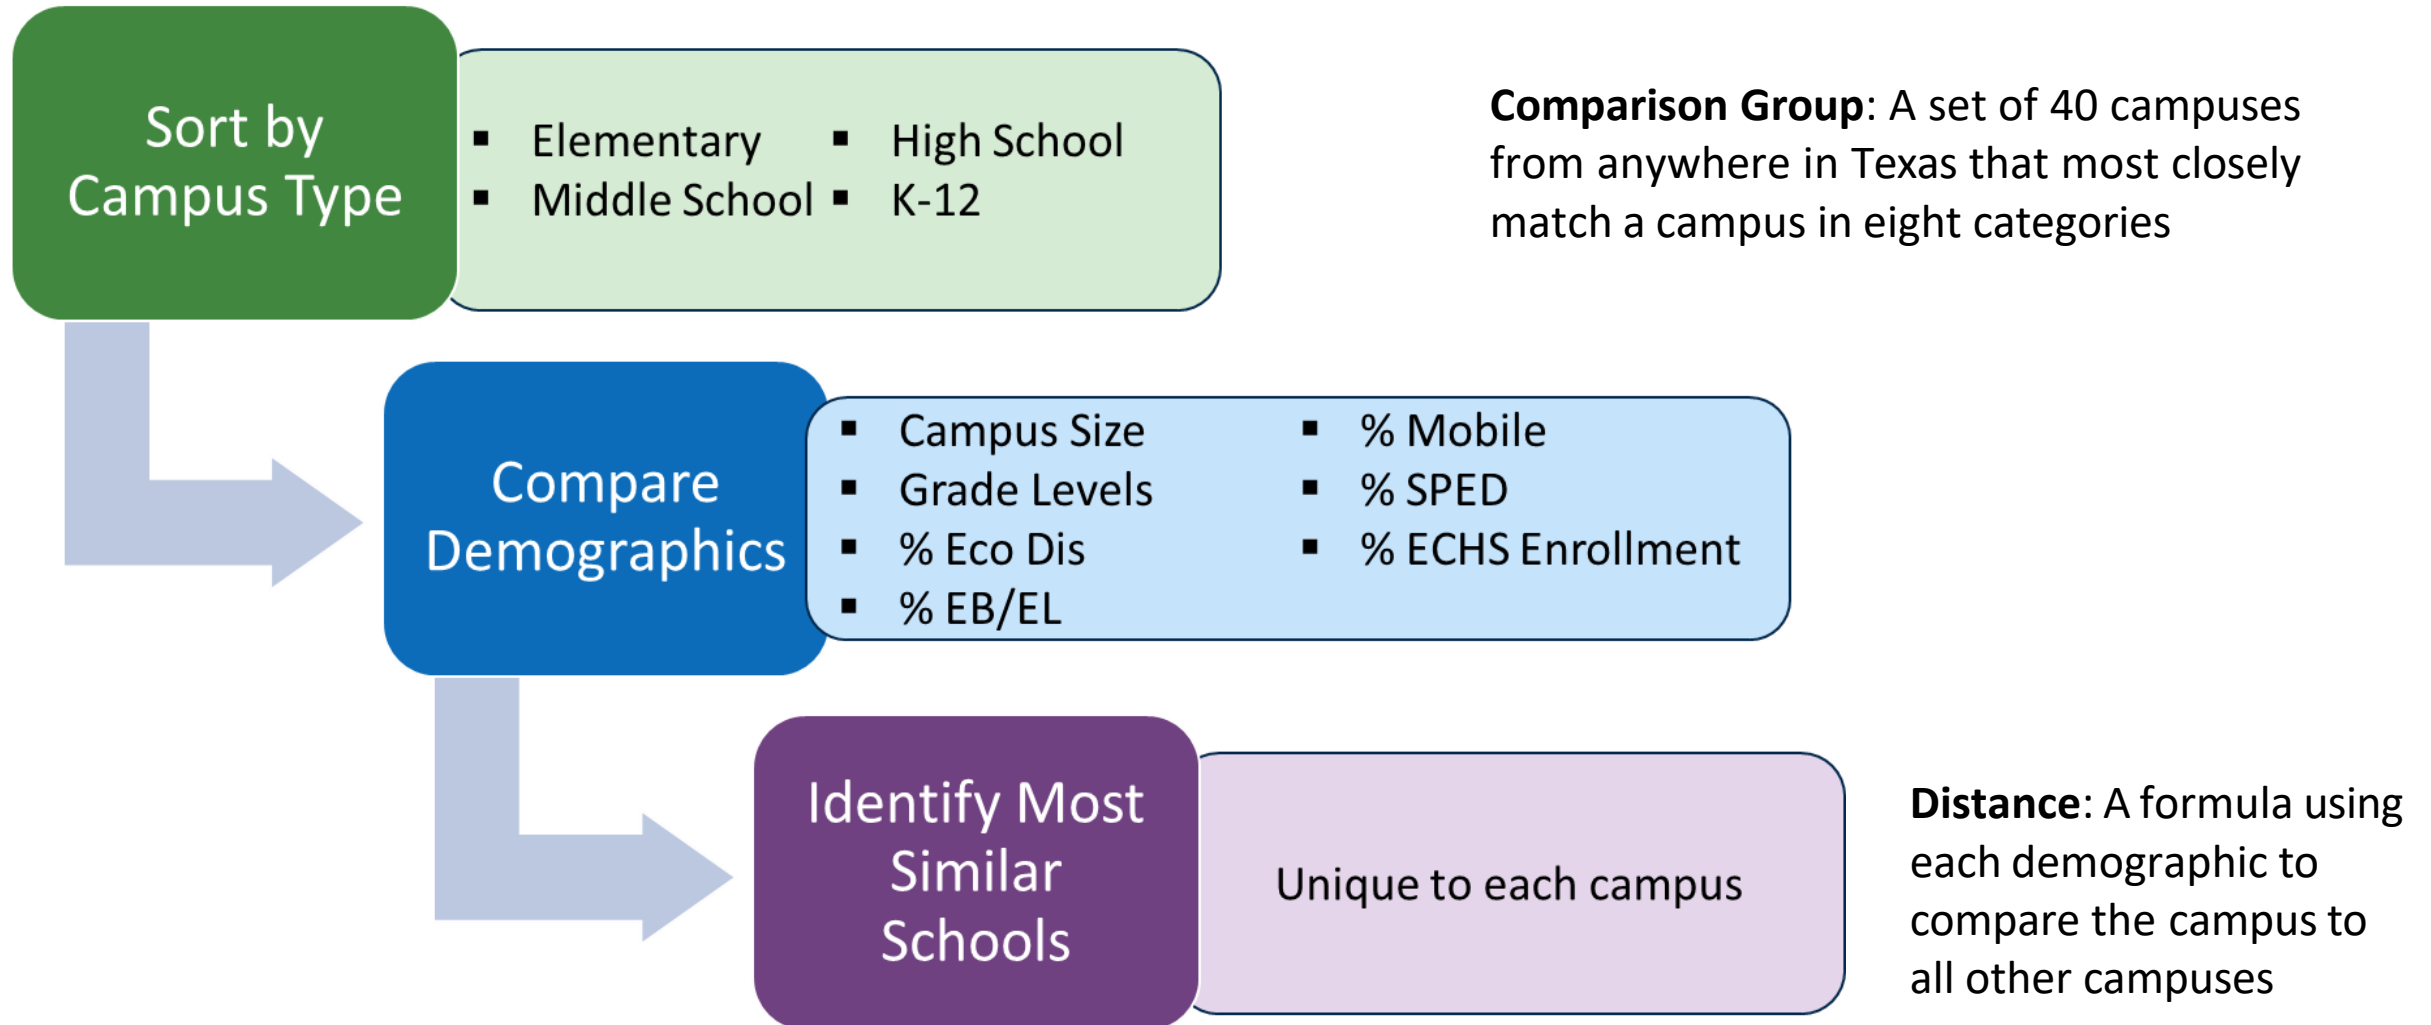 Sort by
Campus Type
▪ Elementary
▪ Middle School
▪ High School
▪ K-12
Comparison Group: A set of 40 campuses
from anywhere in Texas that most closely
match a campus in eight categories
Compare
Demographics
▪ Campus Size
▪ Grade Levels
▪ % Eco Dis
▪ % EB/EL
▪ % Mobile
▪ % SPED
▪ % ECHS Enrollment
Identify Most
Similar
Schools
Unique to each campus
Distance: A formula using
each demographic to
compare the campus to
all other campuses